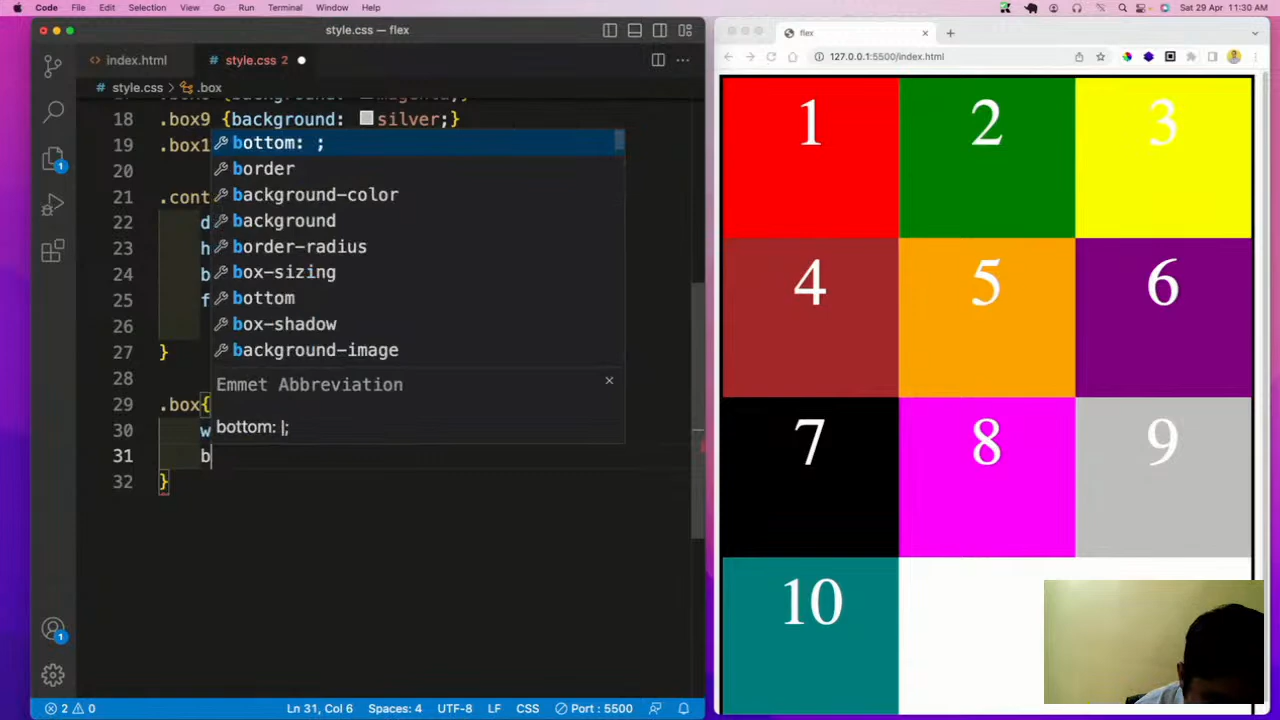 Code File Edit Selection View Go Run Terminal Window Help
Sat 29 Apr 11:30 AM
style.css — flex
index.html
# style.css 2
# style.css > .box
18 .box9 {background: silver;}
19 .box1
20
21 .cont
22 d
23 h
24 b
25 f
26
27 }
28
29 .box{
30 w
31 b
32 }
bottom: ;
border
background-color
background
border-radius
box-sizing
bottom
box-shadow
background-image
Emmet Abbreviation
bottom: |;
1
1
2 0
Ln 31, Col 6
Spaces: 4
UTF-8
LF
CSS
Port : 5500
flex
127.0.0.1:5500/index.html
1 2 3
4 5 6
7 8 9
10